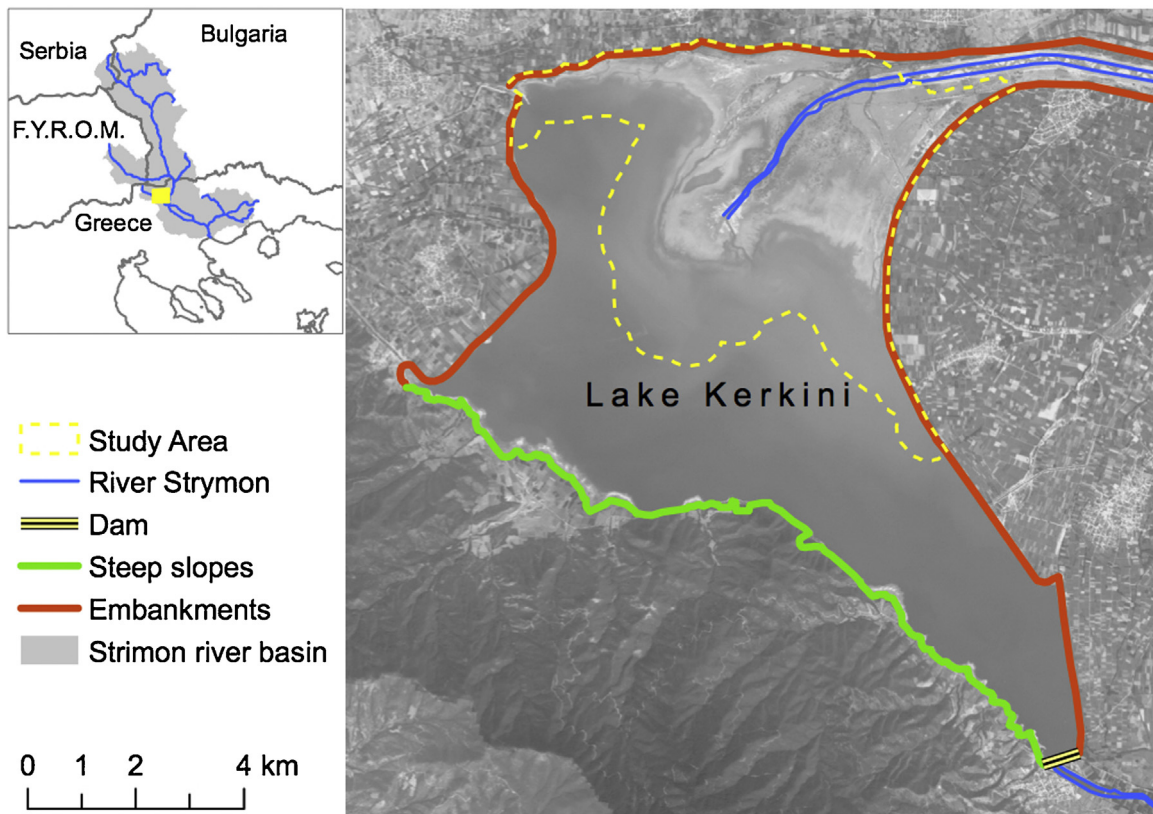 Serbia
Bulgaria
F.Y.R.O.M.
Greece
Lake Kerkini
Study Area
River Strymon
Dam
Steep slopes
Embankments
Strimon river basin
0 1 2 4 km